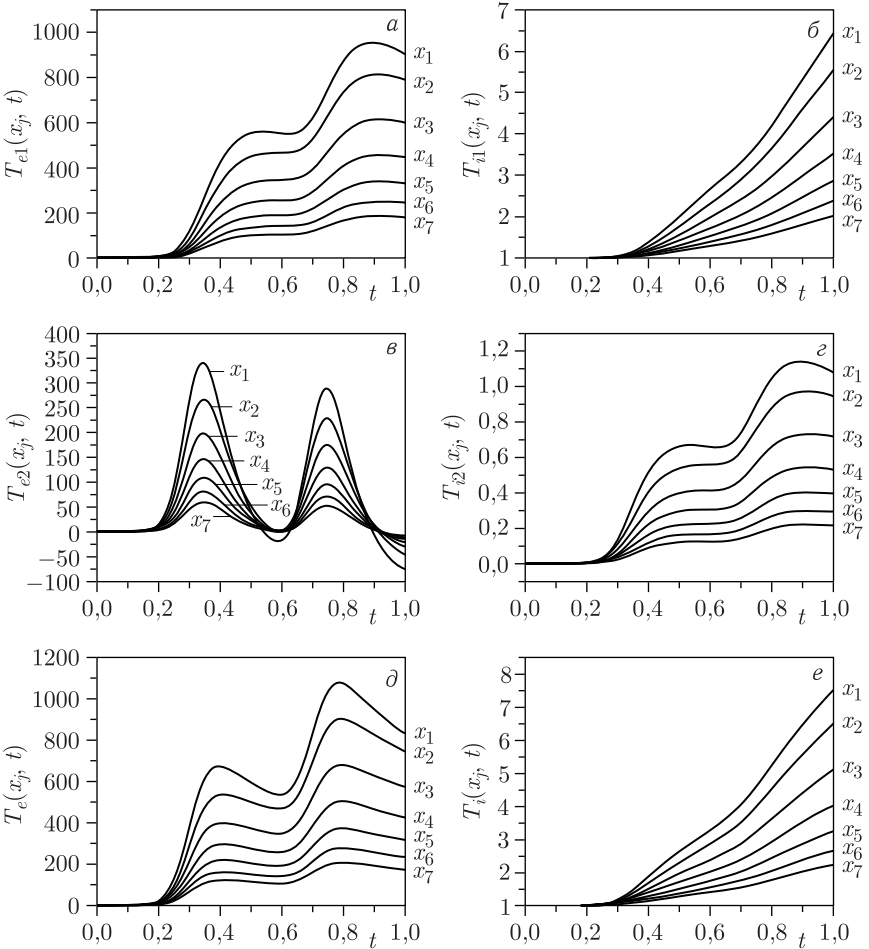 а
T_{e1}(x_j, t)
1000
800
600
400
200
0
0,0 0,2 0,4 0,6 0,8 1,0
t
x_1
x_2
x_3
x_4
x_5
x_6
x_7
б
T_{i1}(x_j, t)
7
6
5
4
3
2
1
0,0 0,2 0,4 0,6 0,8 1,0
t
x_1
x_2
x_3
x_4
x_5
x_6
x_7
в
T_{e2}(x_j, t)
400
350
300
250
200
150
100
50
0
−50
−100
0,0 0,2 0,4 0,6 0,8 1,0
t
x_1
x_2
x_3
x_4
x_5
x_6
x_7
г
T_{i2}(x_j, t)
1,2
1,0
0,8
0,6
0,4
0,2
0,0
0,0 0,2 0,4 0,6 0,8 1,0
t
x_1
x_2
x_3
x_4
x_5
x_6
x_7
д
T_e(x_j, t)
1200
1000
800
600
400
200
0
0,0 0,2 0,4 0,6 0,8 1,0
t
x_1
x_2
x_3
x_4
x_5
x_6
x_7
е
T_i(x_j, t)
8
7
6
5
4
3
2
1
0,0 0,2 0,4 0,6 0,8 1,0
t
x_1
x_2
x_3
x_4
x_5
x_6
x_7